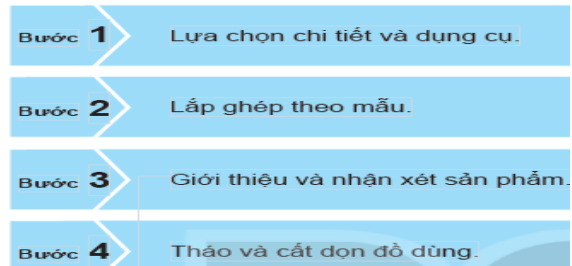 Bước 1 Lựa chọn chi tiết và dụng cụ.
Bước 2 Lắp ghép theo mẫu.
Bước 3 Giới thiệu và nhận xét sản phẩm.
Bước 4 Tháo và cất dọn đồ dùng.